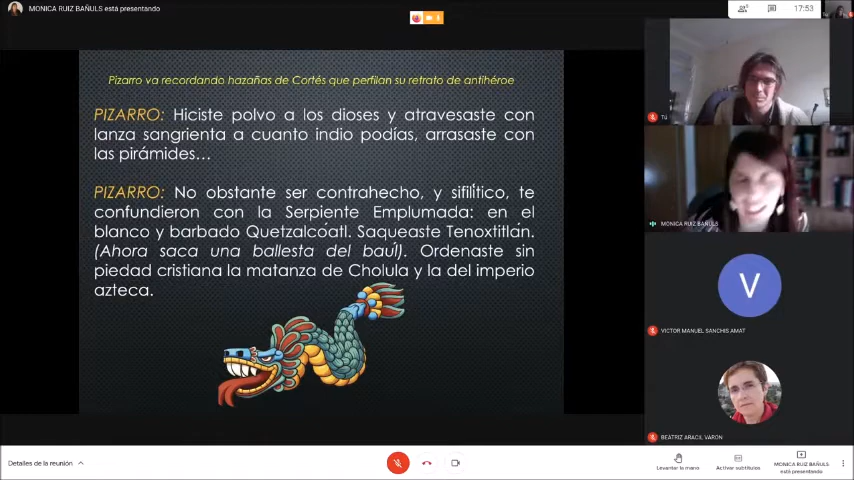 MONICA RUIZ BAÑULS está presentando
17:53
Pizarro va recordando hazañas de Cortés que perfilan su retrato de antihéroe
PIZARRO: Hiciste polvo a los dioses y atravesaste con
lanza sangrienta a cuanto indio podías, arrasaste con
las pirámides...
PIZARRO: No obstante ser contrahecho, y sifilítico, te
confundieron con la Serpiente Emplumada: en el
blanco y barbado Quetzalcóatl. Saqueaste Tenoxtitlán.
(Ahora saca una ballesta del baúl). Ordenaste sin
piedad cristiana la matanza de Cholula y la del imperio
azteca.
Tú
MONICA RUIZ BAÑULS
V
VICTOR MANUEL SANCHIS AMAT
BEATRIZ ARACIL VARON
Detalles de la reunión
Levantar la mano
Activar subtítulos
MONICA RUIZ BAÑULS
está presentando